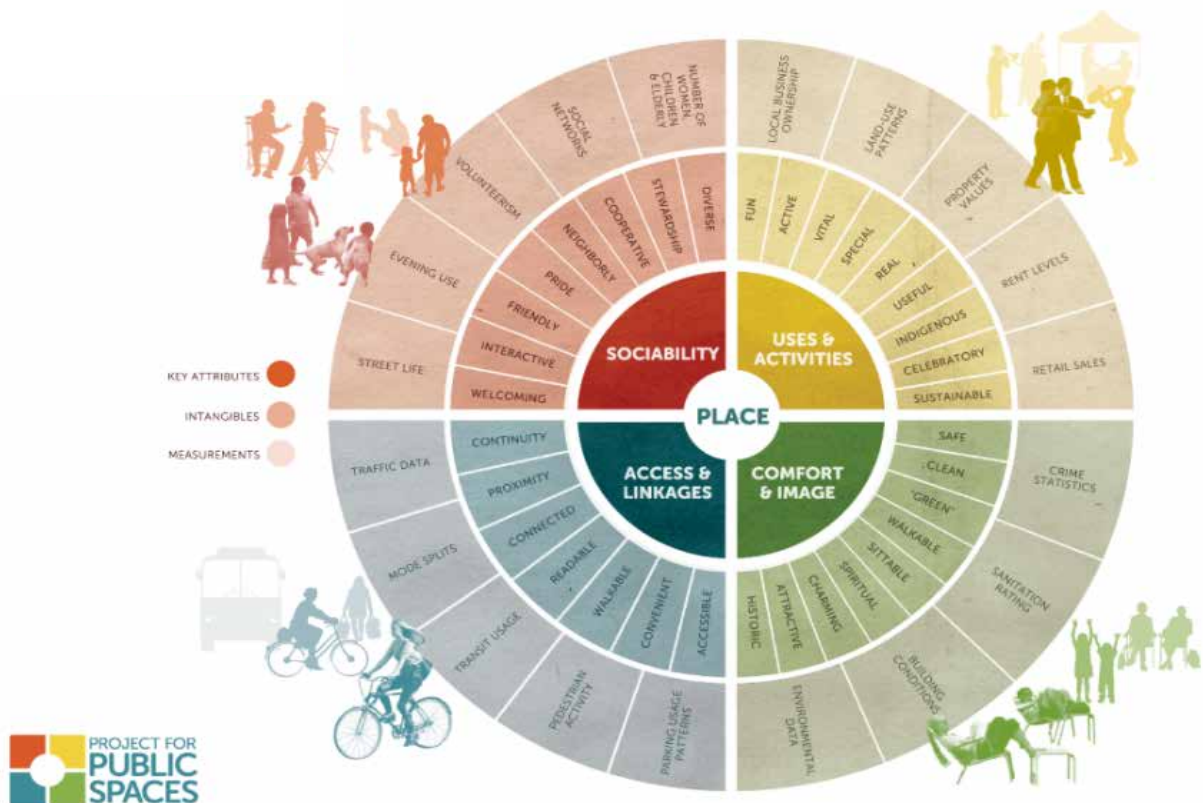 NUMBER OF
WOMEN,
CHILDREN
& ELDERLY
SOCIAL
NETWORKS
VOLUNTEERISM
EVENING USE
STREET LIFE
DIVERSE
STEWARDSHIP
COOPERATIVE
NEIGHBORLY
PRIDE
FRIENDLY
INTERACTIVE
WELCOMING
SOCIABILITY
LOCAL BUSINESS
OWNERSHIP
LAND-USE
PATTERNS
PROPERTY
VALUES
RENT LEVELS
RETAIL SALES
FUN
ACTIVE
VITAL
SPECIAL
REAL
USEFUL
INDIGENOUS
CELEBRATORY
SUSTAINABLE
USES &
ACTIVITIES
PLACE
KEY ATTRIBUTES
INTANGIBLES
MEASUREMENTS
ACCESS &
LINKAGES
CONTINUITY
PROXIMITY
CONNECTED
READABLE
WALKABLE
CONVENIENT
ACCESSIBLE
TRAFFIC DATA
MODE SPLITS
TRANSIT USAGE
PEDESTRIAN
ACTIVITY
PARKING USAGE
PATTERNS
COMFORT
& IMAGE
SAFE
CLEAN
"GREEN"
WALKABLE
SITTABLE
SPIRITUAL
CHARMING
ATTRACTIVE
HISTORIC
CRIME
STATISTICS
SANITATION
RATING
BUILDING
CONDITIONS
ENVIRONMENTAL
DATA
PROJECT FOR
PUBLIC
SPACES